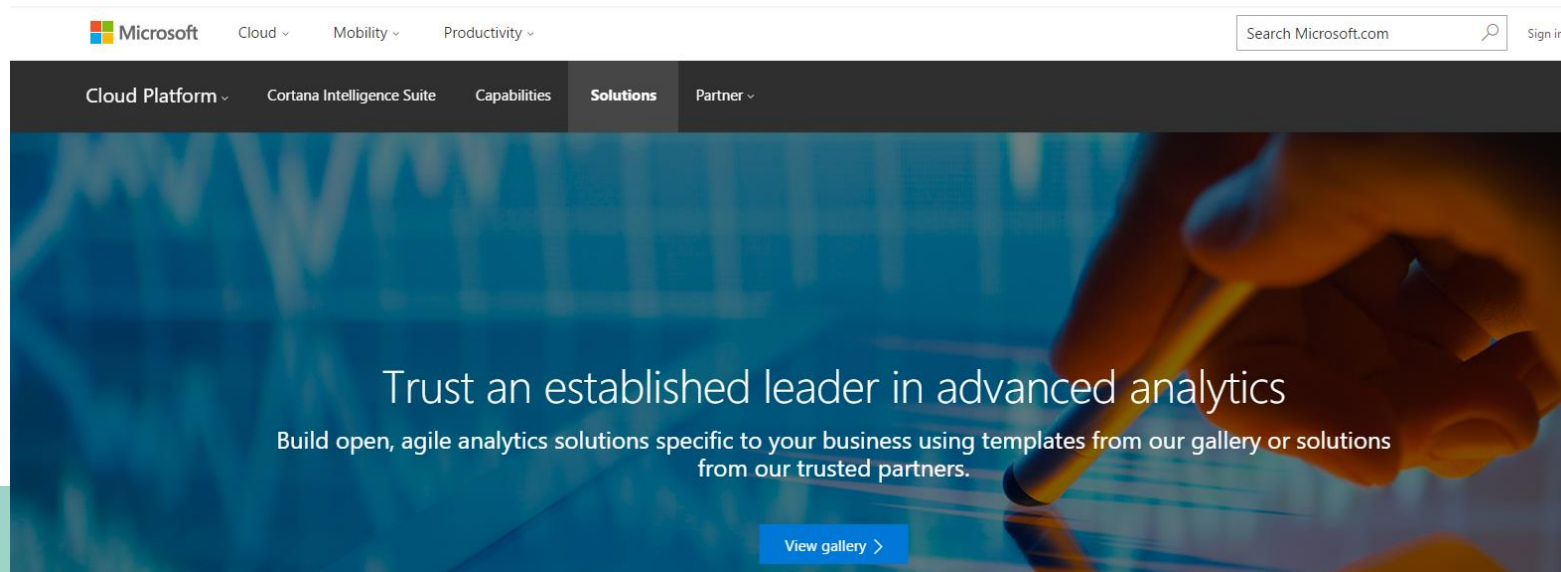 Microsoft Cloud Mobility Productivity Search Microsoft.com Sign in
Cloud Platform Cortana Intelligence Suite Capabilities Solutions Partner
Trust an established leader in advanced analytics
Build open, agile analytics solutions specific to your business using templates from our gallery or solutions
from our trusted partners.
View gallery